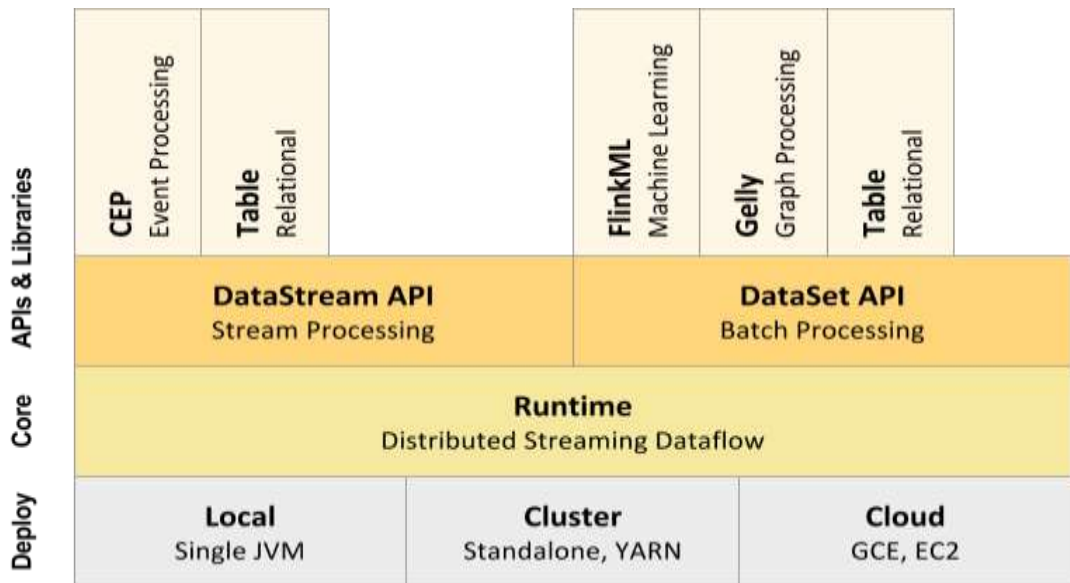 APIs & Libraries
CEP
Event Processing
Table
Relational
FlinkML
Machine Learning
Gelly
Graph Processing
Table
Relational
DataStream API
Stream Processing
DataSet API
Batch Processing
Core
Runtime
Distributed Streaming Dataflow
Deploy
Local
Single JVM
Cluster
Standalone, YARN
Cloud
GCE, EC2